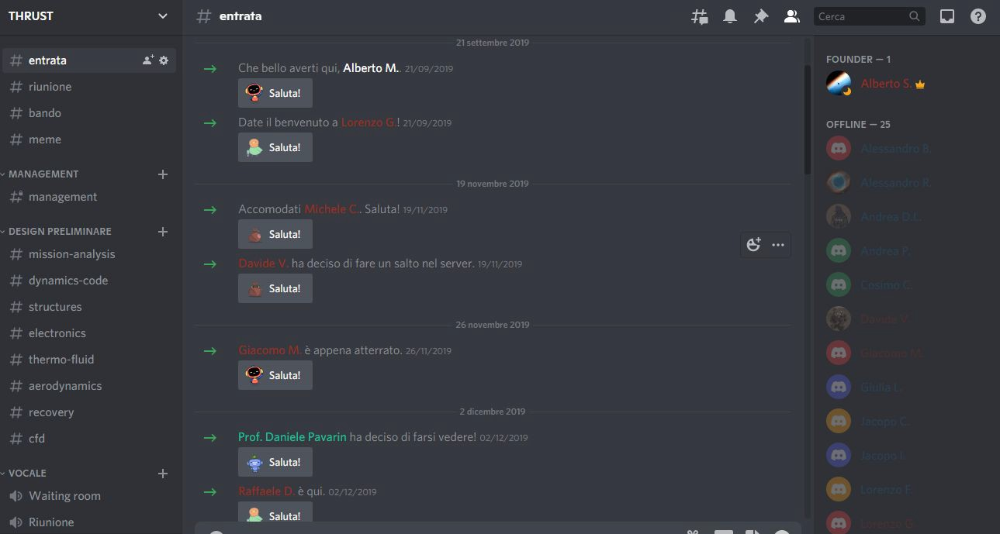 THRUST
entrata
riunione
bando
meme
MANAGEMENT
management
DESIGN PRELIMINARE
mission-analysis
dynamics-code
structures
electronics
thermo-fluid
aerodynamics
recovery
cfd
VOCALE
Waiting room
Riunione
# entrata
Cerca
21 settembre 2019
Che bello averti qui, Alberto M.. 21/09/2019
Saluta!
Date il benvenuto a Lorenzo G.! 21/09/2019
Saluta!
19 novembre 2019
Accomodati Michele C.. Saluta! 19/11/2019
Saluta!
Davide V. ha deciso di fare un salto nel server. 19/11/2019
Saluta!
26 novembre 2019
Giacomo M. è appena atterrato. 26/11/2019
Saluta!
2 dicembre 2019
Prof. Daniele Pavarin ha deciso di farsi vedere! 02/12/2019
Saluta!
Raffaele D. è qui. 02/12/2019
Saluta!
FOUNDER — 1
Alberto S.
OFFLINE — 25
Alessandro B.
Alessandro R.
Andrea D.L.
Andrea P.
Cosimo C.
Davide V.
Giacomo M.
Giulia L.
Jacopo C.
Jacopo I.
Lorenzo F.
Lorenzo G.